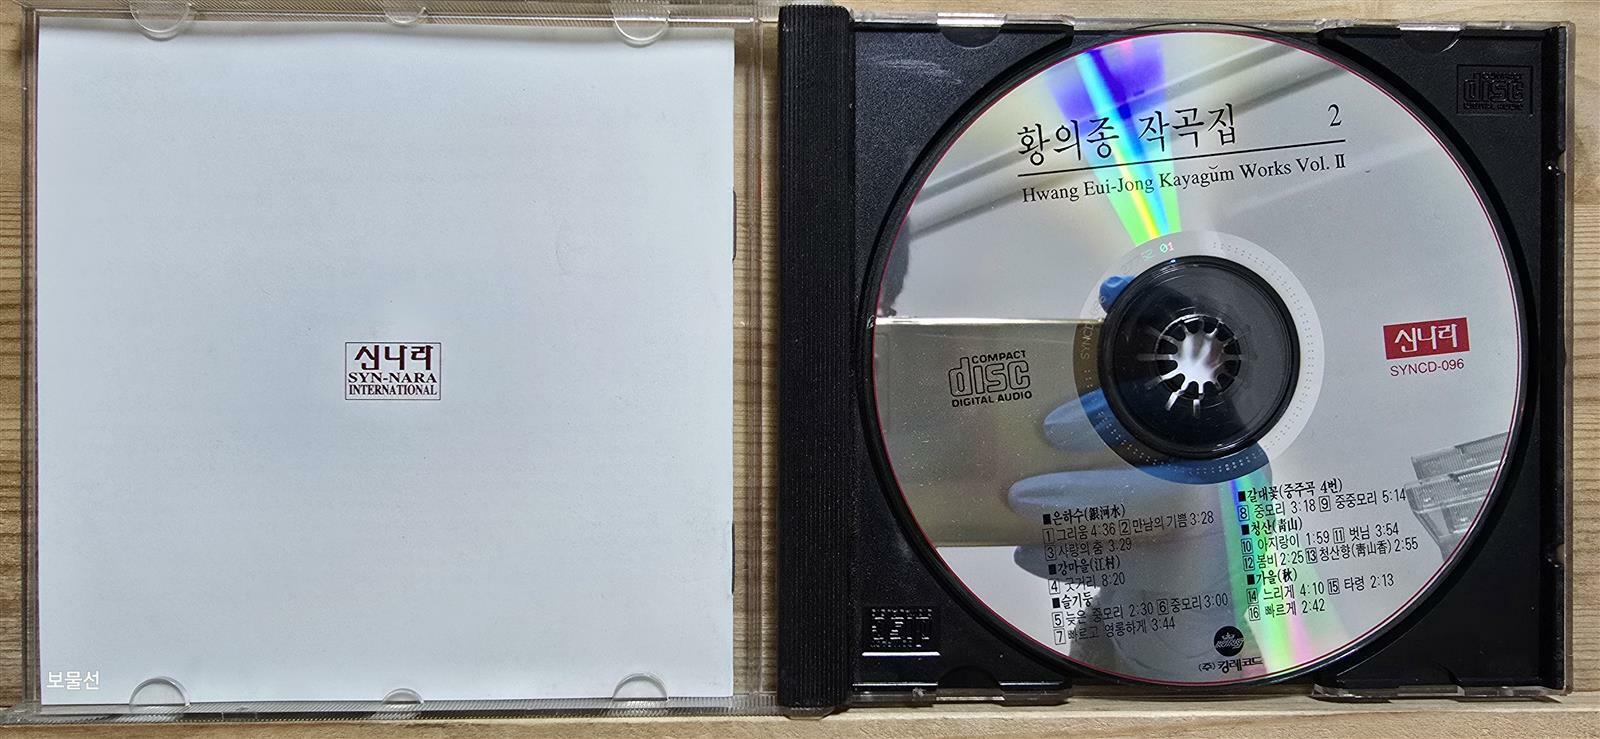 신나라
SYN-NARA
INTERNATIONAL
보물선
황의종 작곡집 2
Hwang Eui-Jong Kayagŭm Works Vol. Ⅱ
COMPACT
disc
DIGITAL AUDIO
신나라
SYNCD-096
■은하수(銀河水)
1 그리움 4:36 2 만남의 기쁨 3:28
3 사랑의 춤 3:29
■강마을(江村)
4 굿거리 8:20
■슬기둥
5 늦은 중모리 2:30 6 중모리 3:00
7 빠르고 영롱하게 3:44
■갈대꽃(중주곡 4번)
8 중모리 3:18 9 중중모리 5:14
■청산(靑山)
10 아지랑이 1:59 11 벗님 3:54
12 봄비 2:25 13 청산향(靑山香) 2:55
■가을(秋)
14 느리게 4:10 15 타령 2:13
16 빠르게 2:42
(주) 킹레코드
COMPACT
disc
DIGITAL AUDIO